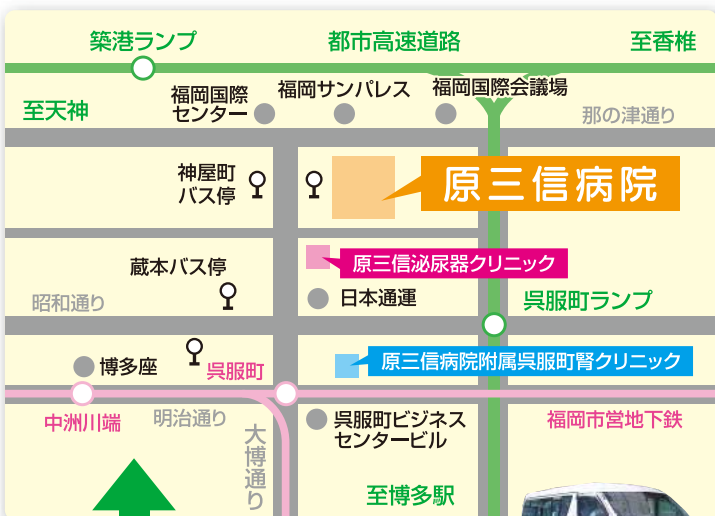 築港ランプ
都市高速道路
至香椎
福岡国際
センター
福岡サンパレス
福岡国際会議場
至天神
那の津通り
神屋町
バス停
原三信病院
蔵本バス停
原三信泌尿器クリニック
昭和通り
日本通運
呉服町ランプ
博多座
呉服町
原三信病院附属呉服町腎クリニック
中洲川端
明治通り
大博通り
呉服町ビジネス
センタービル
福岡市営地下鉄
至博多駅